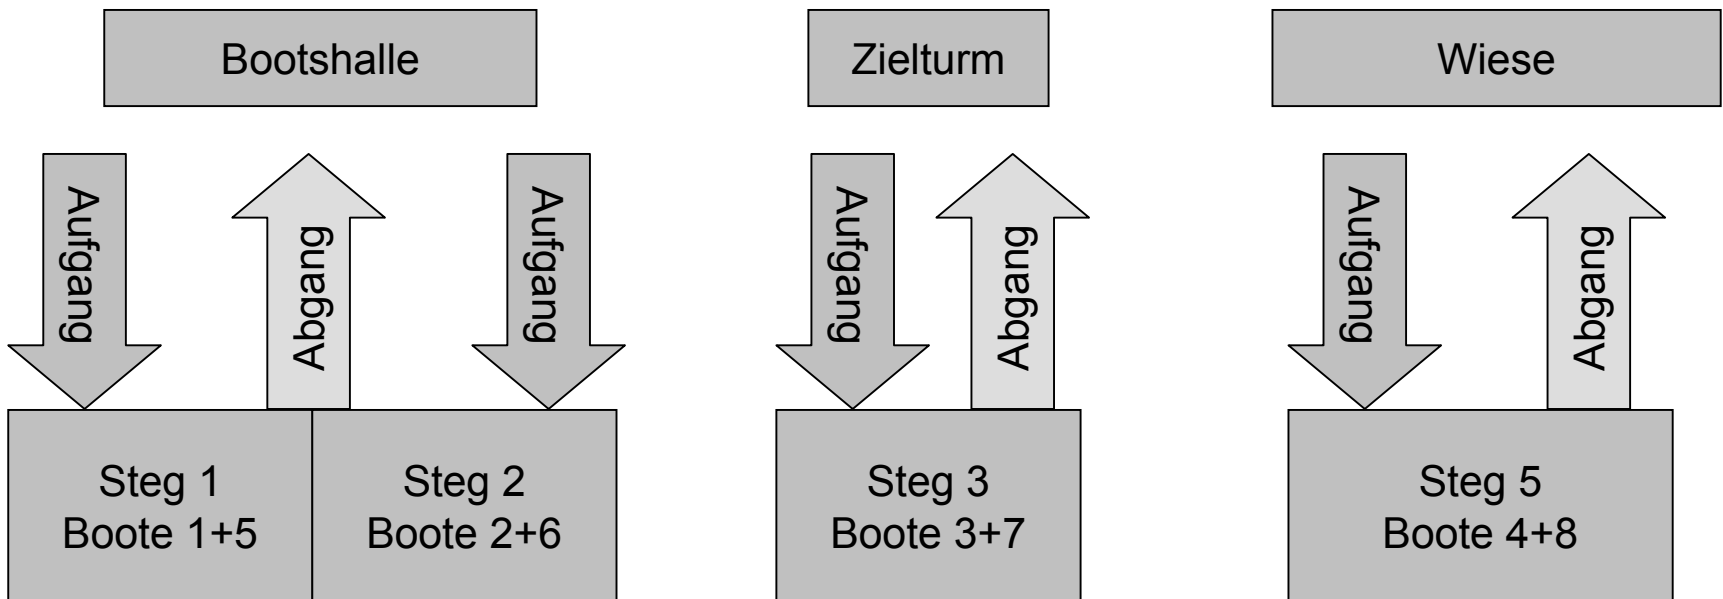 Bootshalle
Zielturm
Wiese
Aufgang
Abgang
Aufgang
Aufgang
Abgang
Aufgang
Abgang
Steg 1
Boote 1+5
Steg 2
Boote 2+6
Steg 3
Boote 3+7
Steg 5
Boote 4+8